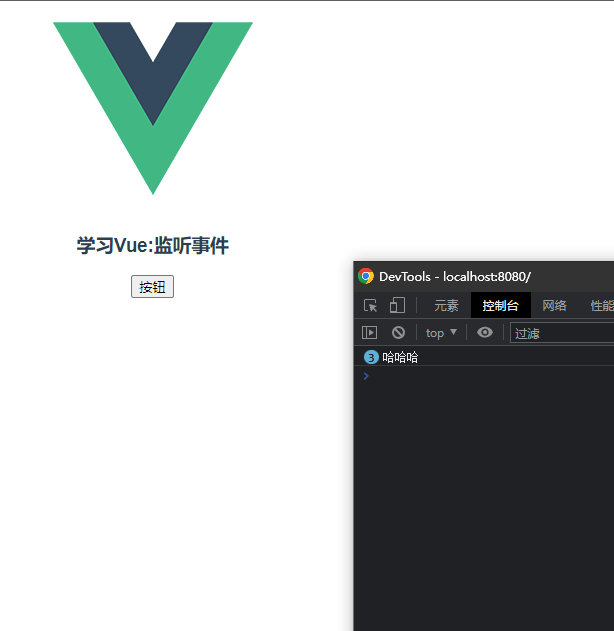 学习Vue:监听事件
按钮
DevTools - localhost:8080/
元素 控制台 网络 性能
top 过滤
3 哈哈哈